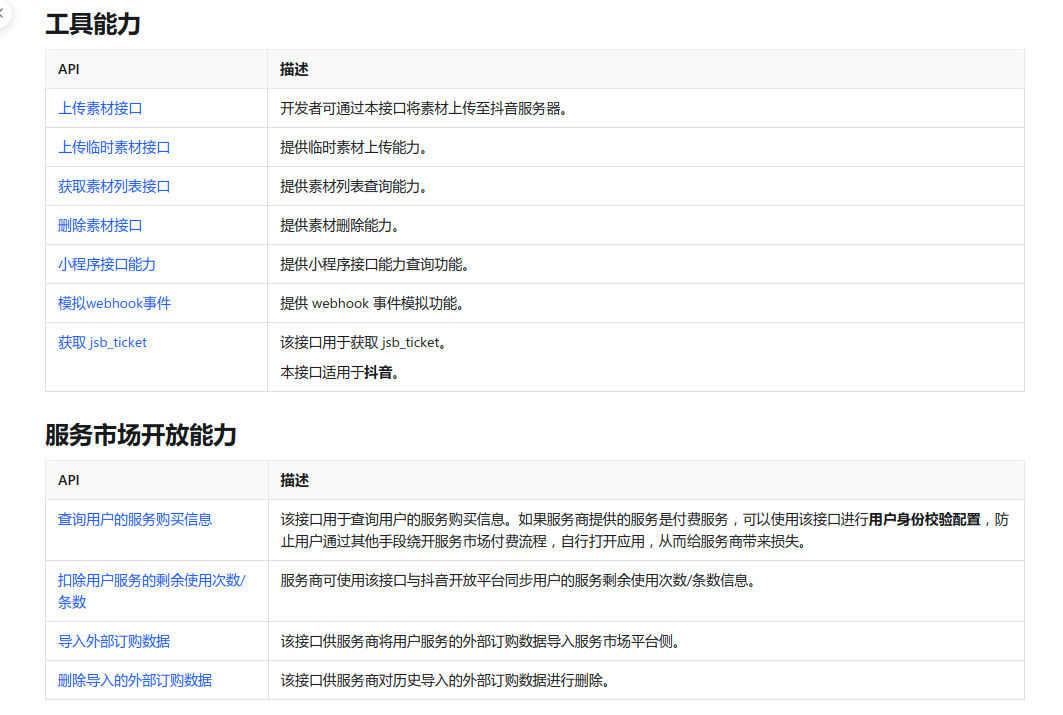 工具能力
API 描述
上传素材接口 开发者可通过本接口将素材上传至抖音服务器。
上传临时素材接口 提供临时素材上传能力。
获取素材列表接口 提供素材列表查询能力。
删除素材接口 提供素材删除能力。
小程序接口能力 提供小程序接口能力查询功能。
模拟webhook事件 提供 webhook 事件模拟功能。
获取 jsb_ticket 该接口用于获取 jsb_ticket。
本接口适用于抖音。
服务市场开放能力
API 描述
查询用户的服务购买信息 该接口用于查询用户的服务购买信息。如果服务商提供的服务是付费服务，可以使用该接口进行用户身份校验配置，防
止用户通过其他手段绕开服务市场付费流程，自行打开应用，从而给服务商带来损失。
扣除用户服务的剩余使用次数/ 服务商可使用该接口与抖音开放平台同步用户的服务剩余使用次数/条数信息。
条数
导入外部订购数据 该接口供服务商将用户服务的外部订购数据导入服务市场平台侧。
删除导入的外部订购数据 该接口供服务商对历史导入的外部订购数据进行删除。